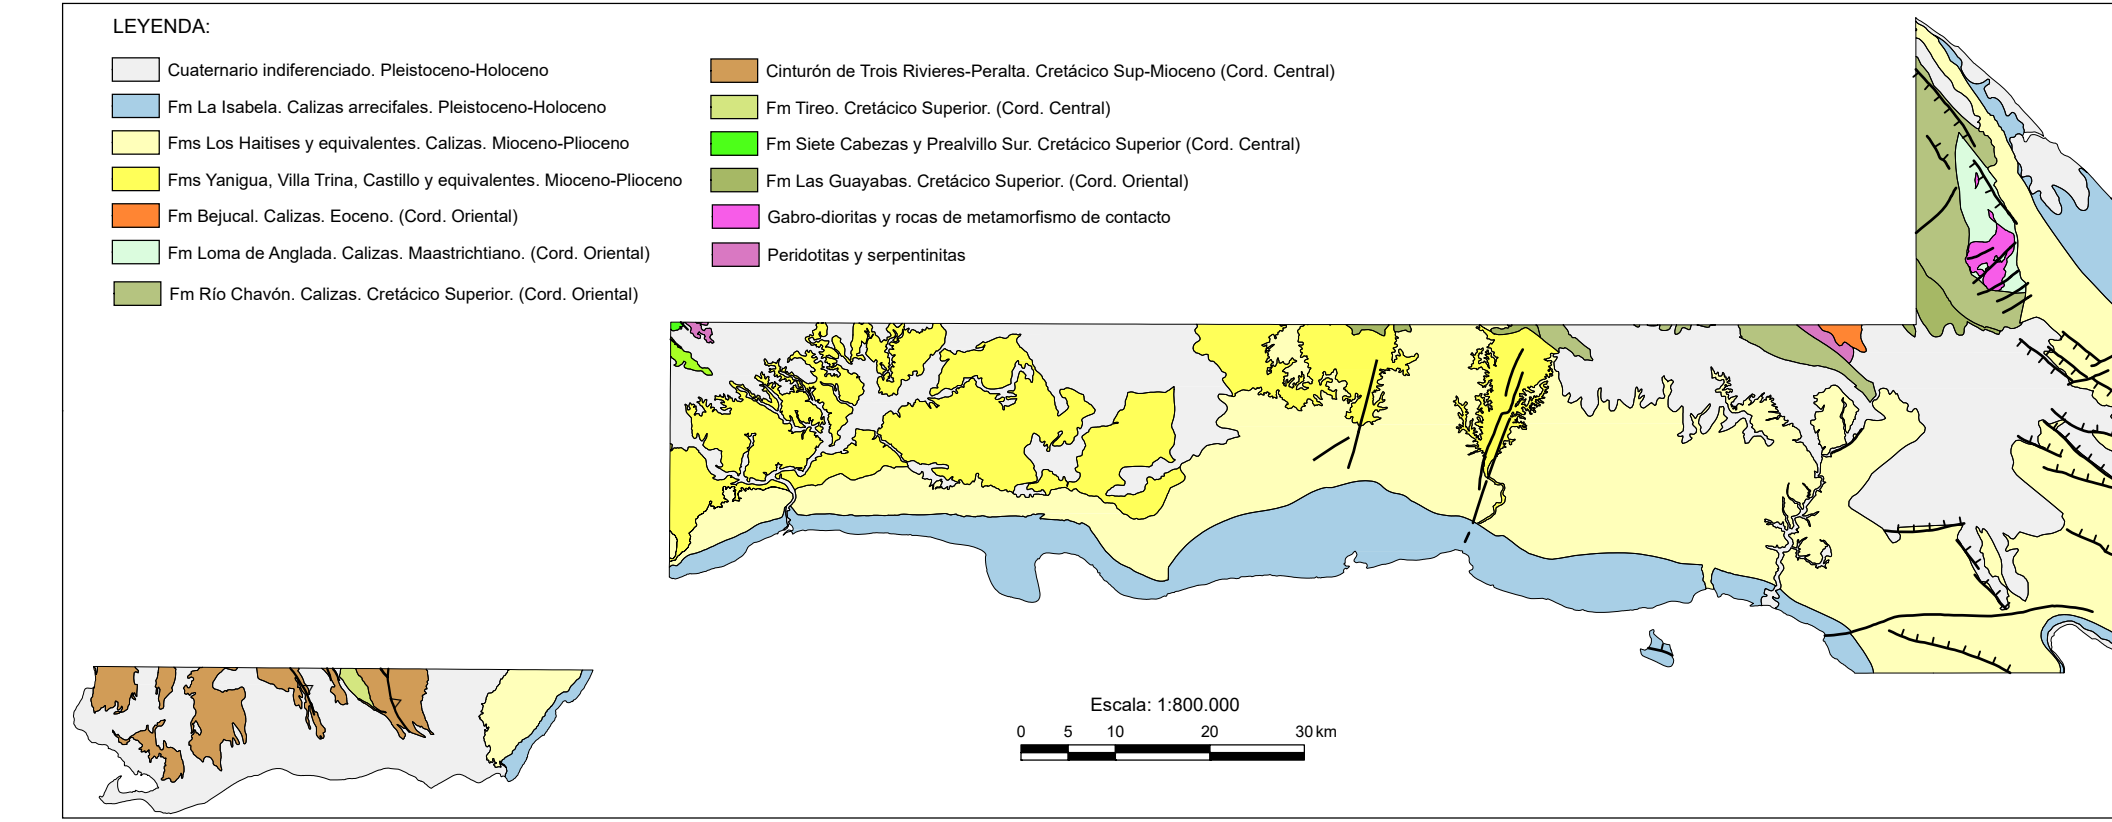 LEYENDA:
Cuaternario indiferenciado. Pleistoceno-Holoceno
Fm La Isabela. Calizas arrecifales. Pleistoceno-Holoceno
Fms Los Haitises y equivalentes. Calizas. Mioceno-Plioceno
Fms Yanigua, Villa Trina, Castillo y equivalentes. Mioceno-Plioceno
Fm Bejucal. Calizas. Eoceno. (Cord. Oriental)
Fm Loma de Anglada. Calizas. Maastrichtiano. (Cord. Oriental)
Fm Río Chavón. Calizas. Cretácico Superior. (Cord. Oriental)
Cinturón de Trois Rivieres-Peralta. Cretácico Sup-Mioceno (Cord. Central)
Fm Tireo. Cretácico Superior. (Cord. Central)
Fm Siete Cabezas y Prealvillo Sur. Cretácico Superior (Cord. Central)
Fm Las Guayabas. Cretácico Superior. (Cord. Oriental)
Gabro-dioritas y rocas de metamorfismo de contacto
Peridotitas y serpentinitas
Escala: 1:800.000
0 5 10 20 30 km